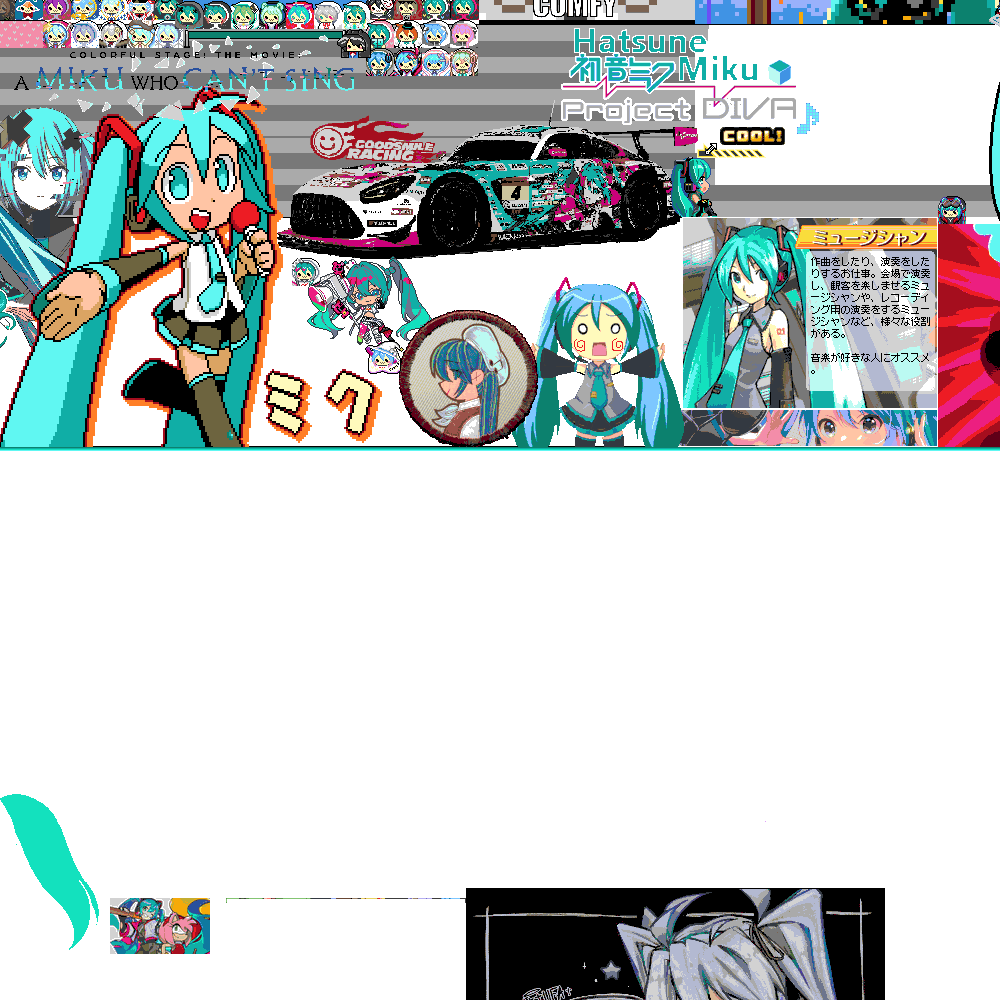 COMFY
COLORFUL STAGE! THE MOVIE:
A MIKU WHO CAN'T SING
Hatsune
初音ミク Miku
Project DIVA
COOL!
GOODSMILE
RACING
4
ミュージシャン
作曲をしたり、演奏をした
りするお仕事。会場で演奏
し、観客を楽しませるミュ
ージシャンや、レコーディ
ング用の演奏をするミュー
ジシャンなど、様々な役割
がある。
音楽が好きな人にオススメ
。
ミク